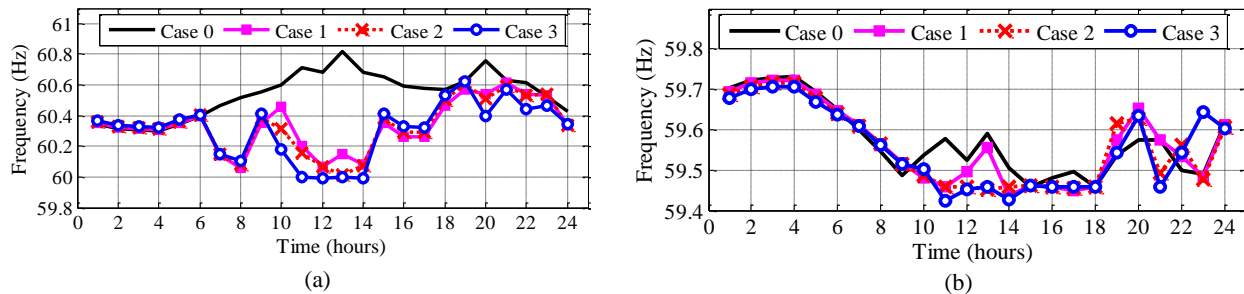 61
60.8
60.6
60.4
60.2
60
59.8
Frequency (Hz)
Case 0 Case 1 Case 2 Case 3
0 2 4 6 8 10 12 14 16 18 20 22 24
Time (hours)
(a)
59.8
59.7
59.6
59.5
59.4
Frequency (Hz)
Case 0 Case 1 Case 2 Case 3
0 2 4 6 8 10 12 14 16 18 20 22 24
Time (hours)
(b)